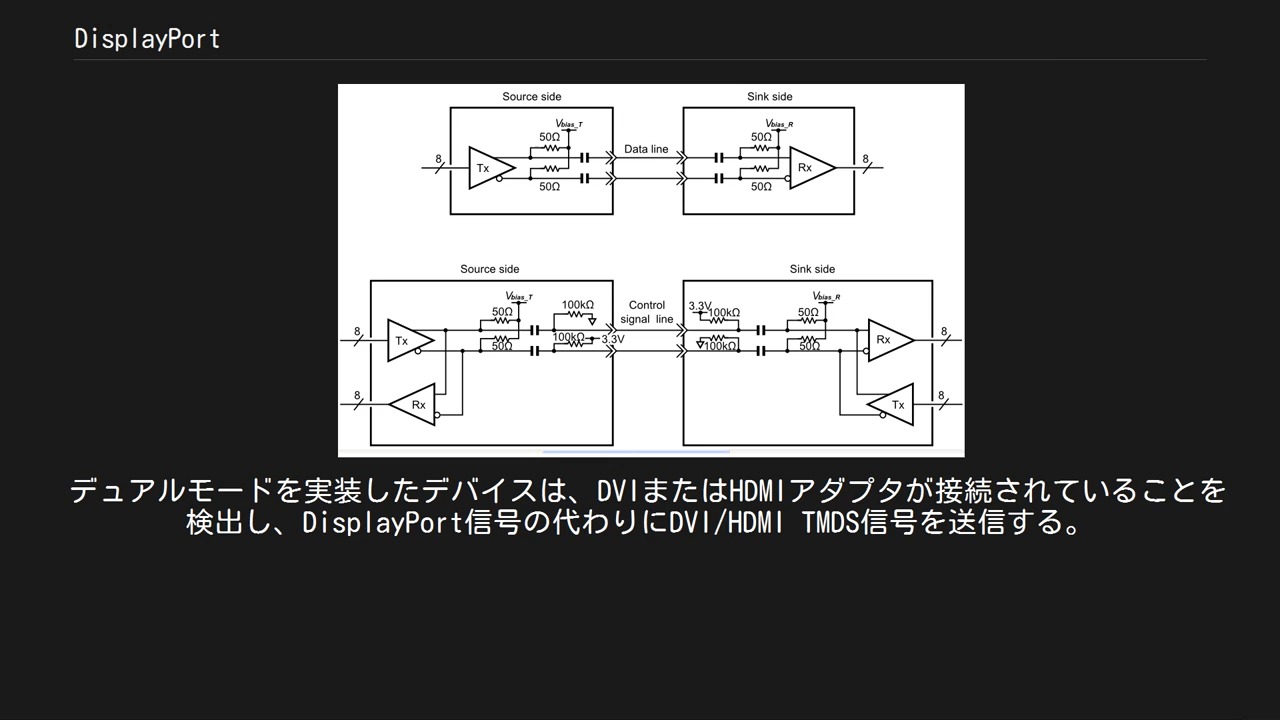 DisplayPort
Source side
Sink side
Vbias_T
Vbias_R
50Ω
50Ω
8
Tx
Data line
Rx
8
50Ω
50Ω
Source side
Sink side
Vbias_T
Vbias_R
100kΩ
Control
signal line
3.3V
100kΩ
50Ω
50Ω
8
Tx
50Ω
100kΩ
3.3V
100kΩ
50Ω
Rx
8
8
Rx
Tx
8
デュアルモードを実装したデバイスは、DVIまたはHDMIアダプタが接続されていることを
検出し、DisplayPort信号の代わりにDVI/HDMI TMDS信号を送信する。